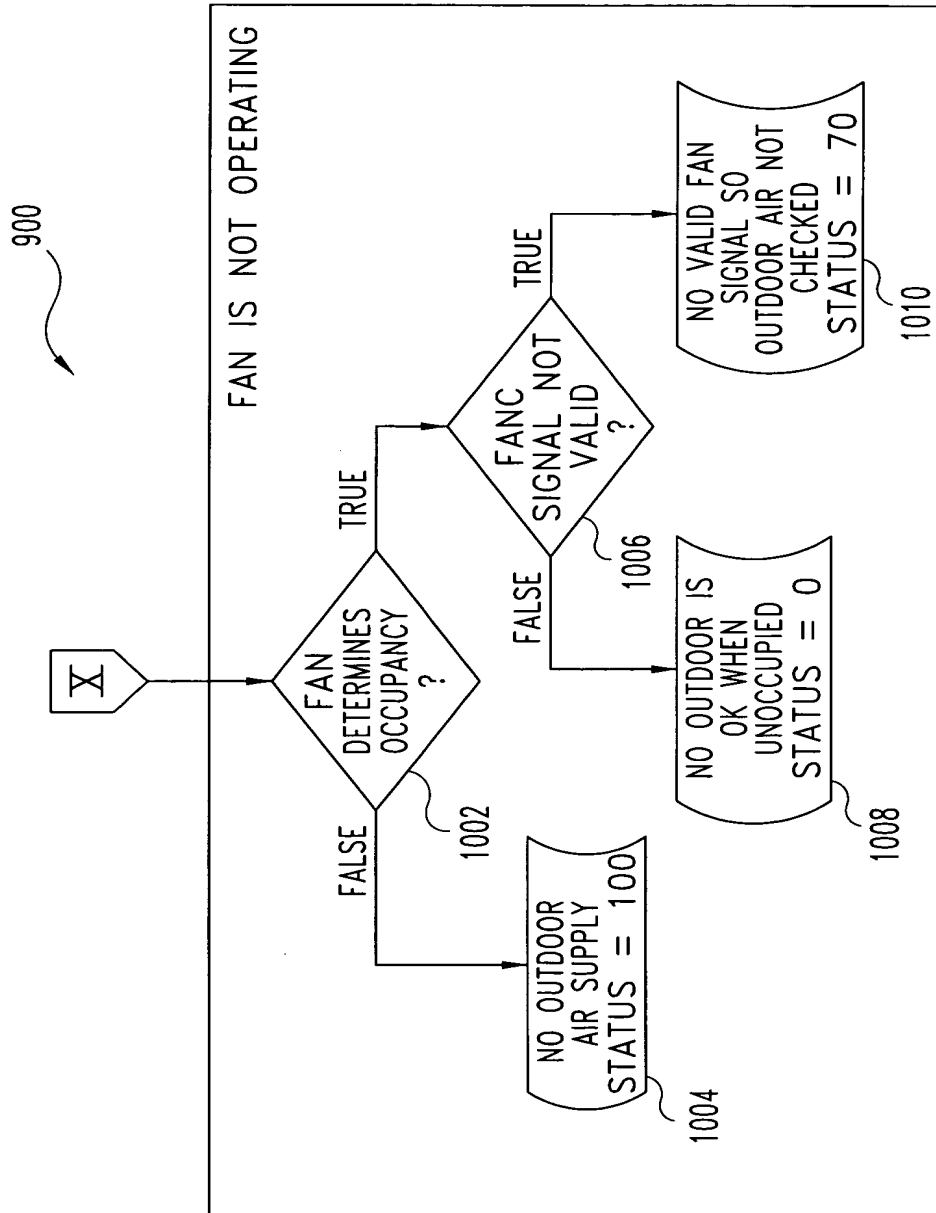 900
X
FAN IS NOT OPERATING
FAN
DETERMINES
OCCUPANCY
?
1002
FALSE
TRUE
NO OUTDOOR
AIR SUPPLY
STATUS = 100
1004
FANC
SIGNAL NOT
VALID
?
1006
FALSE
TRUE
NO OUTDOOR IS
OK WHEN
UNOCCUPIED
STATUS = 0
1008
NO VALID FAN
SIGNAL SO
OUTDOOR AIR NOT
CHECKED
STATUS = 70
1010